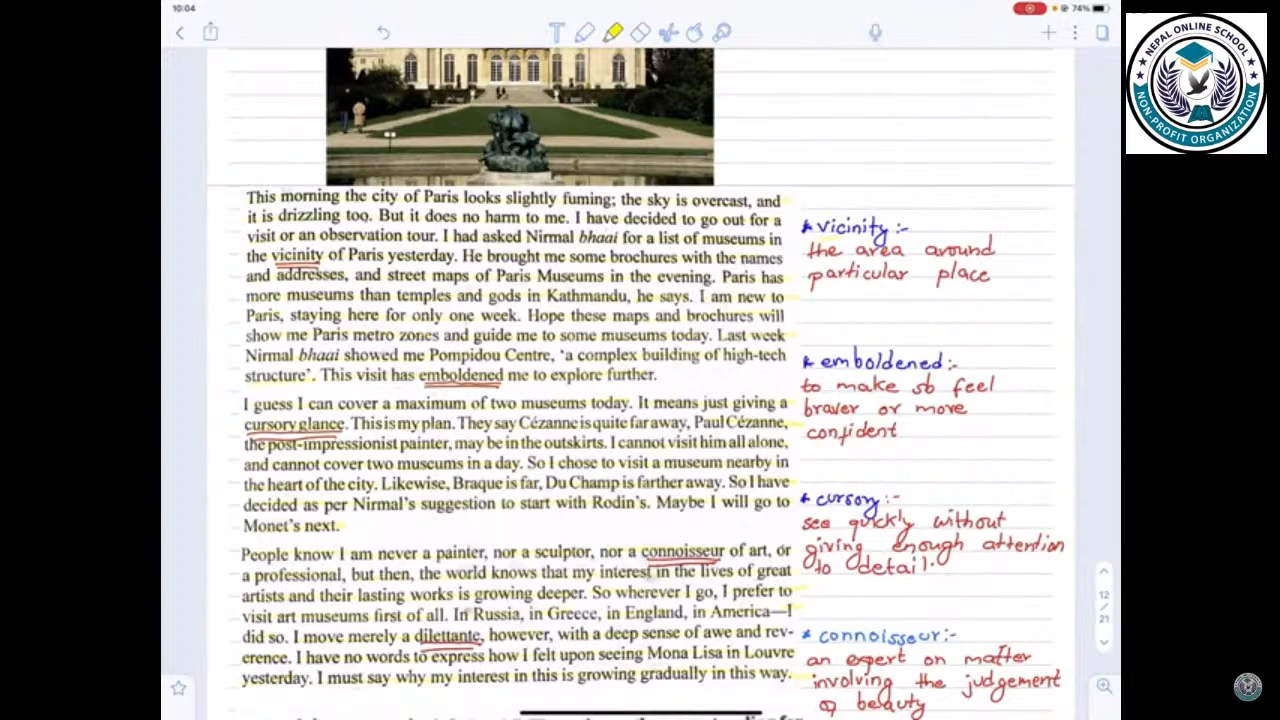 10:04
74%
NEPAL ONLINE SCHOOL
NON-PROFIT ORGANIZATION
This morning the city of Paris looks slightly fuming; the sky is overcast, and
it is drizzling too. But it does no harm to me. I have decided to go out for a
visit or an observation tour. I had asked Nirmal bhaai for a list of museums in
the vicinity of Paris yesterday. He brought me some brochures with the names
and addresses, and street maps of Paris Museums in the evening. Paris has
more museums than temples and gods in Kathmandu, he says. I am new to
Paris, staying here for only one week. Hope these maps and brochures will
show me Paris metro zones and guide me to some museums today. Last week
Nirmal bhaai showed me Pompidou Centre, ‘a complex building of high-tech
structure’. This visit has emboldened me to explore further.
I guess I can cover a maximum of two museums today. It means just giving a
cursory glance. This is my plan. They say Cézanne is quite far away, Paul Cézanne,
the post-impressionist painter, may be in the outskirts. I cannot visit him all alone,
and cannot cover two museums in a day. So I chose to visit a museum nearby in
the heart of the city. Likewise, Braque is far, Du Champ is farther away. So I have
decided as per Nirmal’s suggestion to start with Rodin’s. Maybe I will go to
Monet’s next.
People know I am never a painter, nor a sculptor, nor a connoisseur of art, or
a professional, but then, the world knows that my interest in the lives of great
artists and their lasting works is growing deeper. So wherever I go, I prefer to
visit art museums first of all. In Russia, in Greece, in England, in America—I
did so. I move merely a dilettante, however, with a deep sense of awe and rev-
erence. I have no words to express how I felt upon seeing Mona Lisa in Louvre
yesterday. I must say why my interest in this is growing gradually in this way.
* vicinity :-
the area around
particular place
* emboldened :-
to make sb feel
braver or more
confident
* cursory :-
see quickly without
giving enough attention
to detail.
* connoisseur :-
an expert on matter
involving the judgement
of beauty
12
/
21